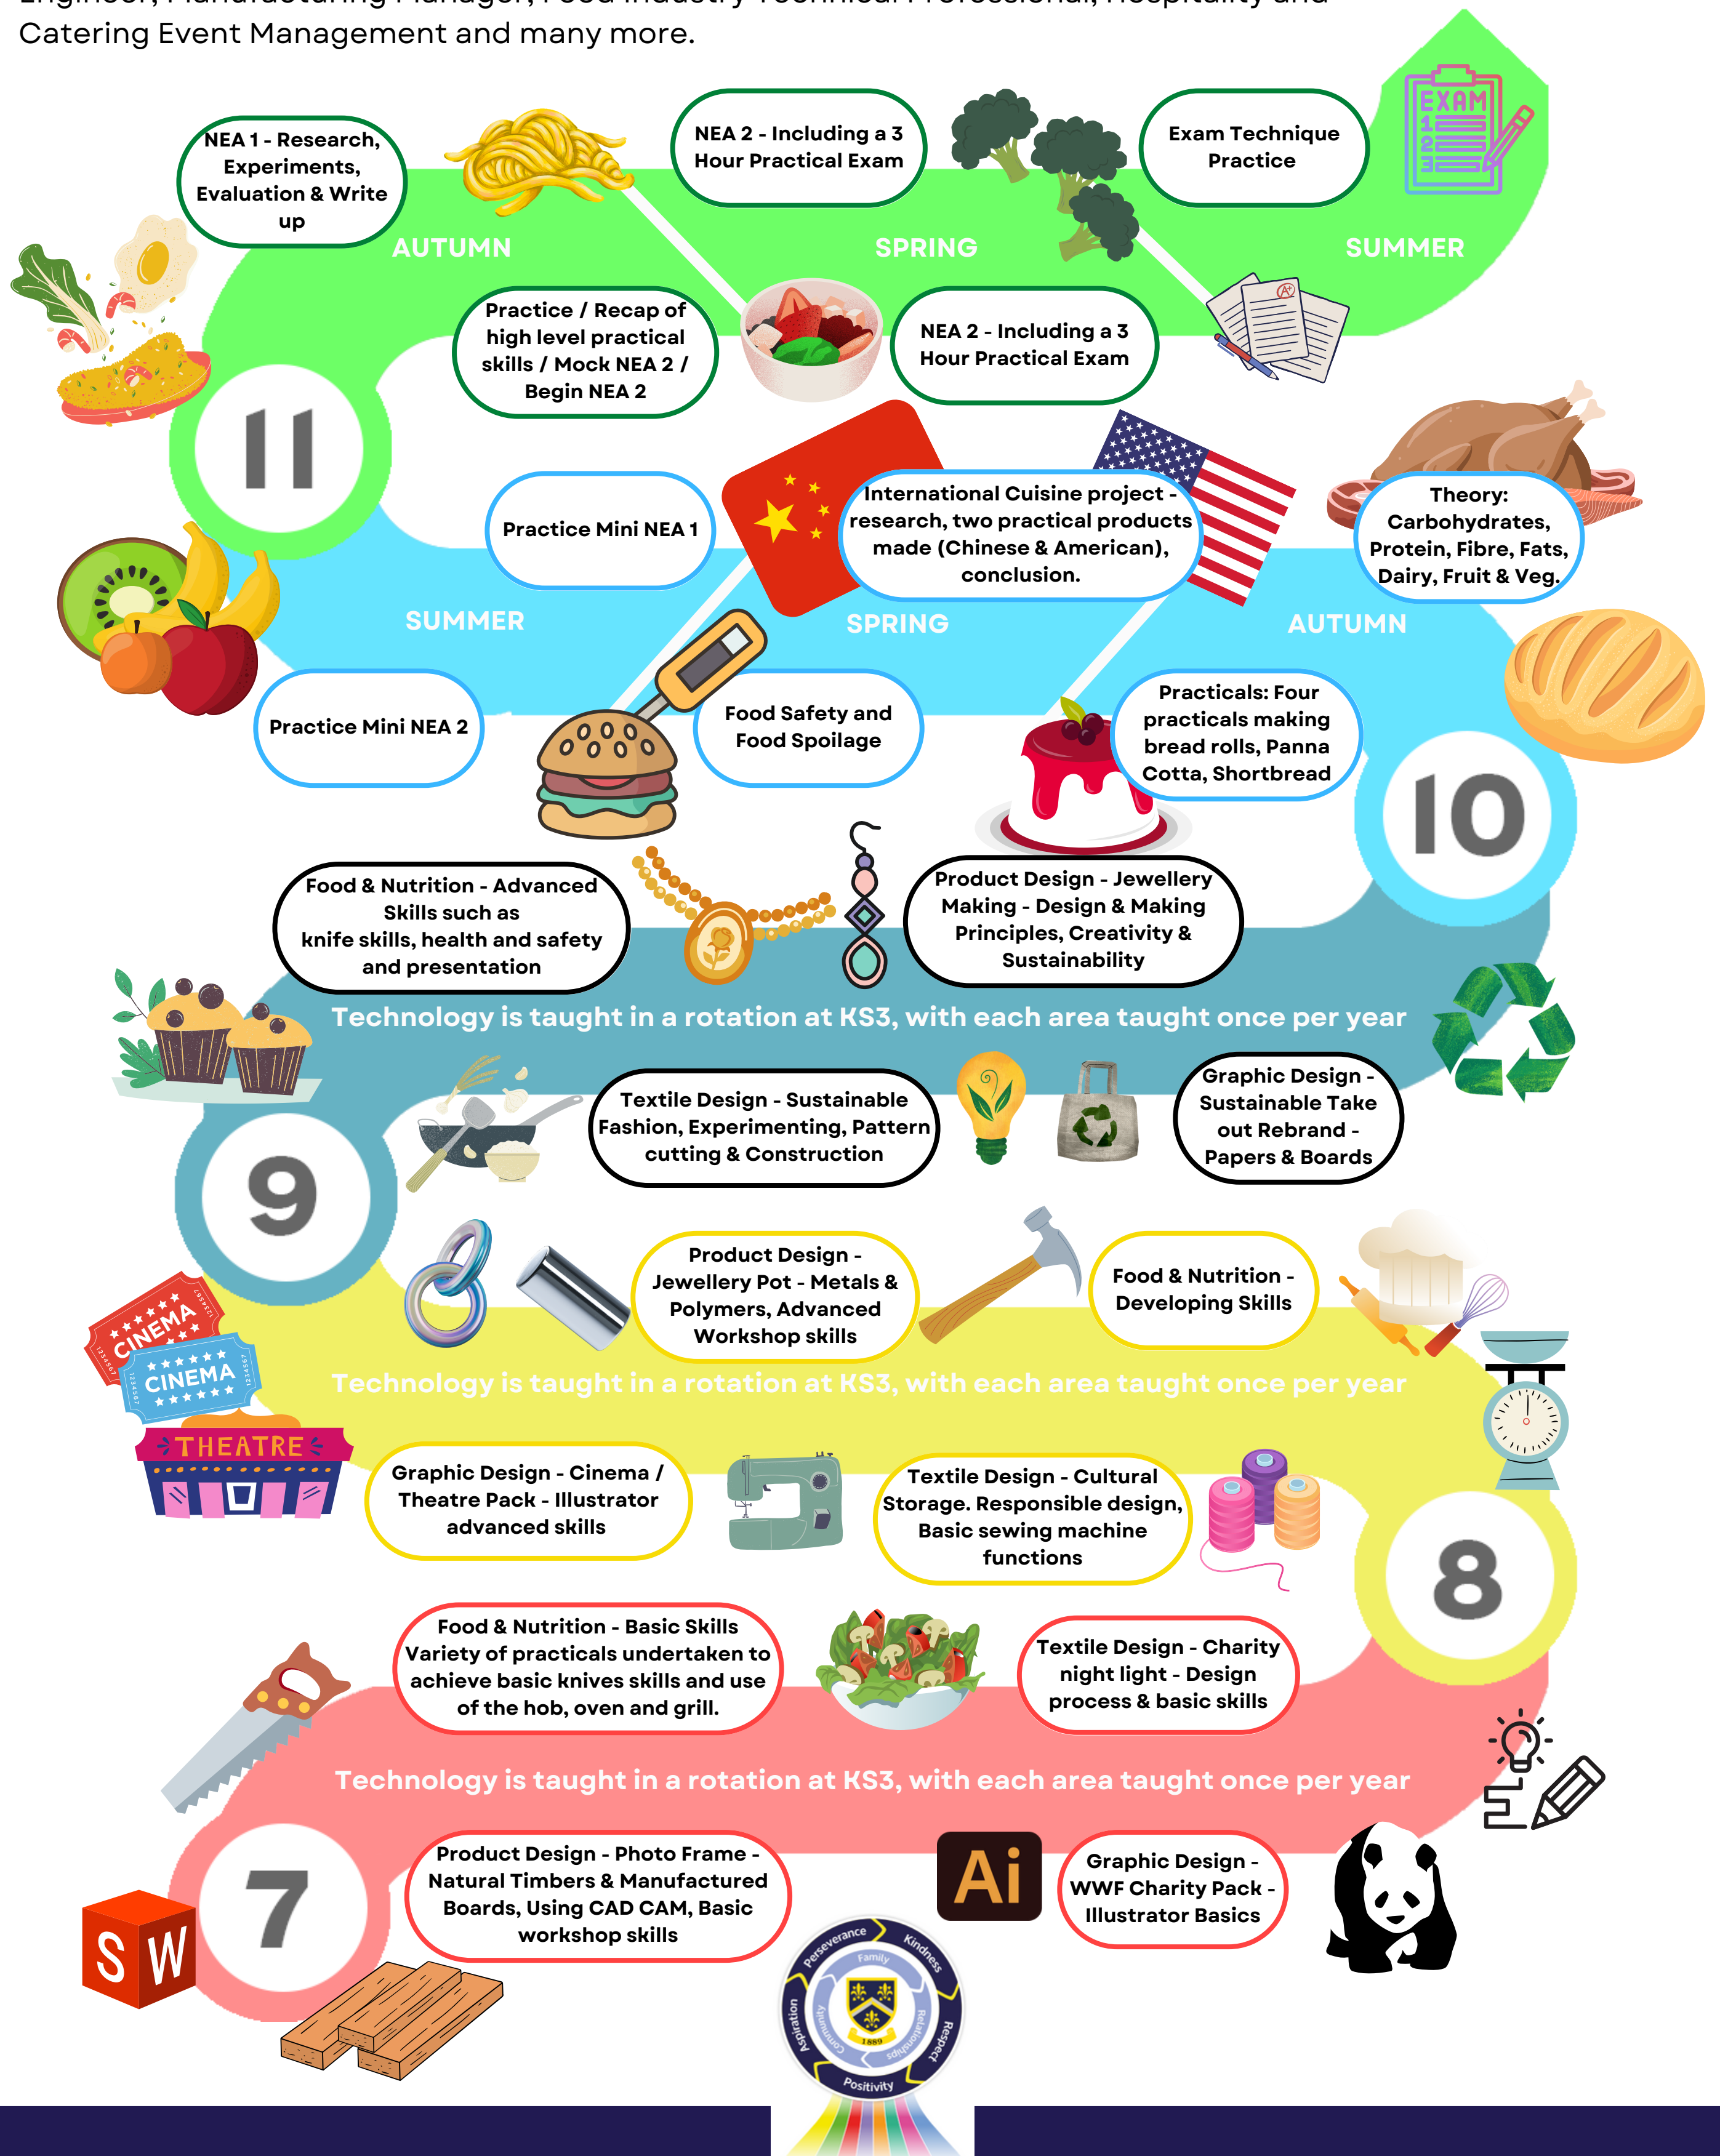 Engineer, Manufacturing Manager, Food Industry Technical Professional, Hospitality and
Catering Event Management and many more.
NEA 1 - Research,
Experiments,
Evaluation & Write
up
NEA 2 - Including a 3
Hour Practical Exam
Exam Technique
Practice
EXAM
1
2
3
AUTUMN
SPRING
SUMMER
A+
Practice / Recap of
high level practical
skills / Mock NEA 2 /
Begin NEA 2
NEA 2 - Including a 3
Hour Practical Exam
11
Practice Mini NEA 1
International Cuisine project -
research, two practical products
made (Chinese & American),
conclusion.
Theory:
Carbohydrates,
Protein, Fibre, Fats,
Dairy, Fruit & Veg.
SUMMER
SPRING
AUTUMN
Practice Mini NEA 2
Food Safety and
Food Spoilage
Practicals: Four
practicals making
bread rolls, Panna
Cotta, Shortbread
10
Food & Nutrition - Advanced
Skills such as
knife skills, health and safety
and presentation
Product Design - Jewellery
Making - Design & Making
Principles, Creativity &
Sustainability
Technology is taught in a rotation at KS3, with each area taught once per year
Textile Design - Sustainable
Fashion, Experimenting, Pattern
cutting & Construction
Graphic Design -
Sustainable Take
out Rebrand -
Papers & Boards
9
Product Design -
Jewellery Pot - Metals &
Polymers, Advanced
Workshop skills
Food & Nutrition -
Developing Skills
CINEMA
1234567
1234567
CINEMA
1234567
1234567
Technology is taught in a rotation at KS3, with each area taught once per year
THEATRE
Graphic Design - Cinema /
Theatre Pack - Illustrator
advanced skills
Textile Design - Cultural
Storage. Responsible design,
Basic sewing machine
functions
8
Food & Nutrition - Basic Skills
Variety of practicals undertaken to
achieve basic knives skills and use
of the hob, oven and grill.
Textile Design - Charity
night light - Design
process & basic skills
Technology is taught in a rotation at KS3, with each area taught once per year
7
Product Design - Photo Frame -
Natural Timbers & Manufactured
Boards, Using CAD CAM, Basic
workshop skills
Ai
Graphic Design -
WWF Charity Pack -
Illustrator Basics
S W
Perseverance
Kindness
Respect
Positivity
Aspiration
Family
Relationships
Community
1889